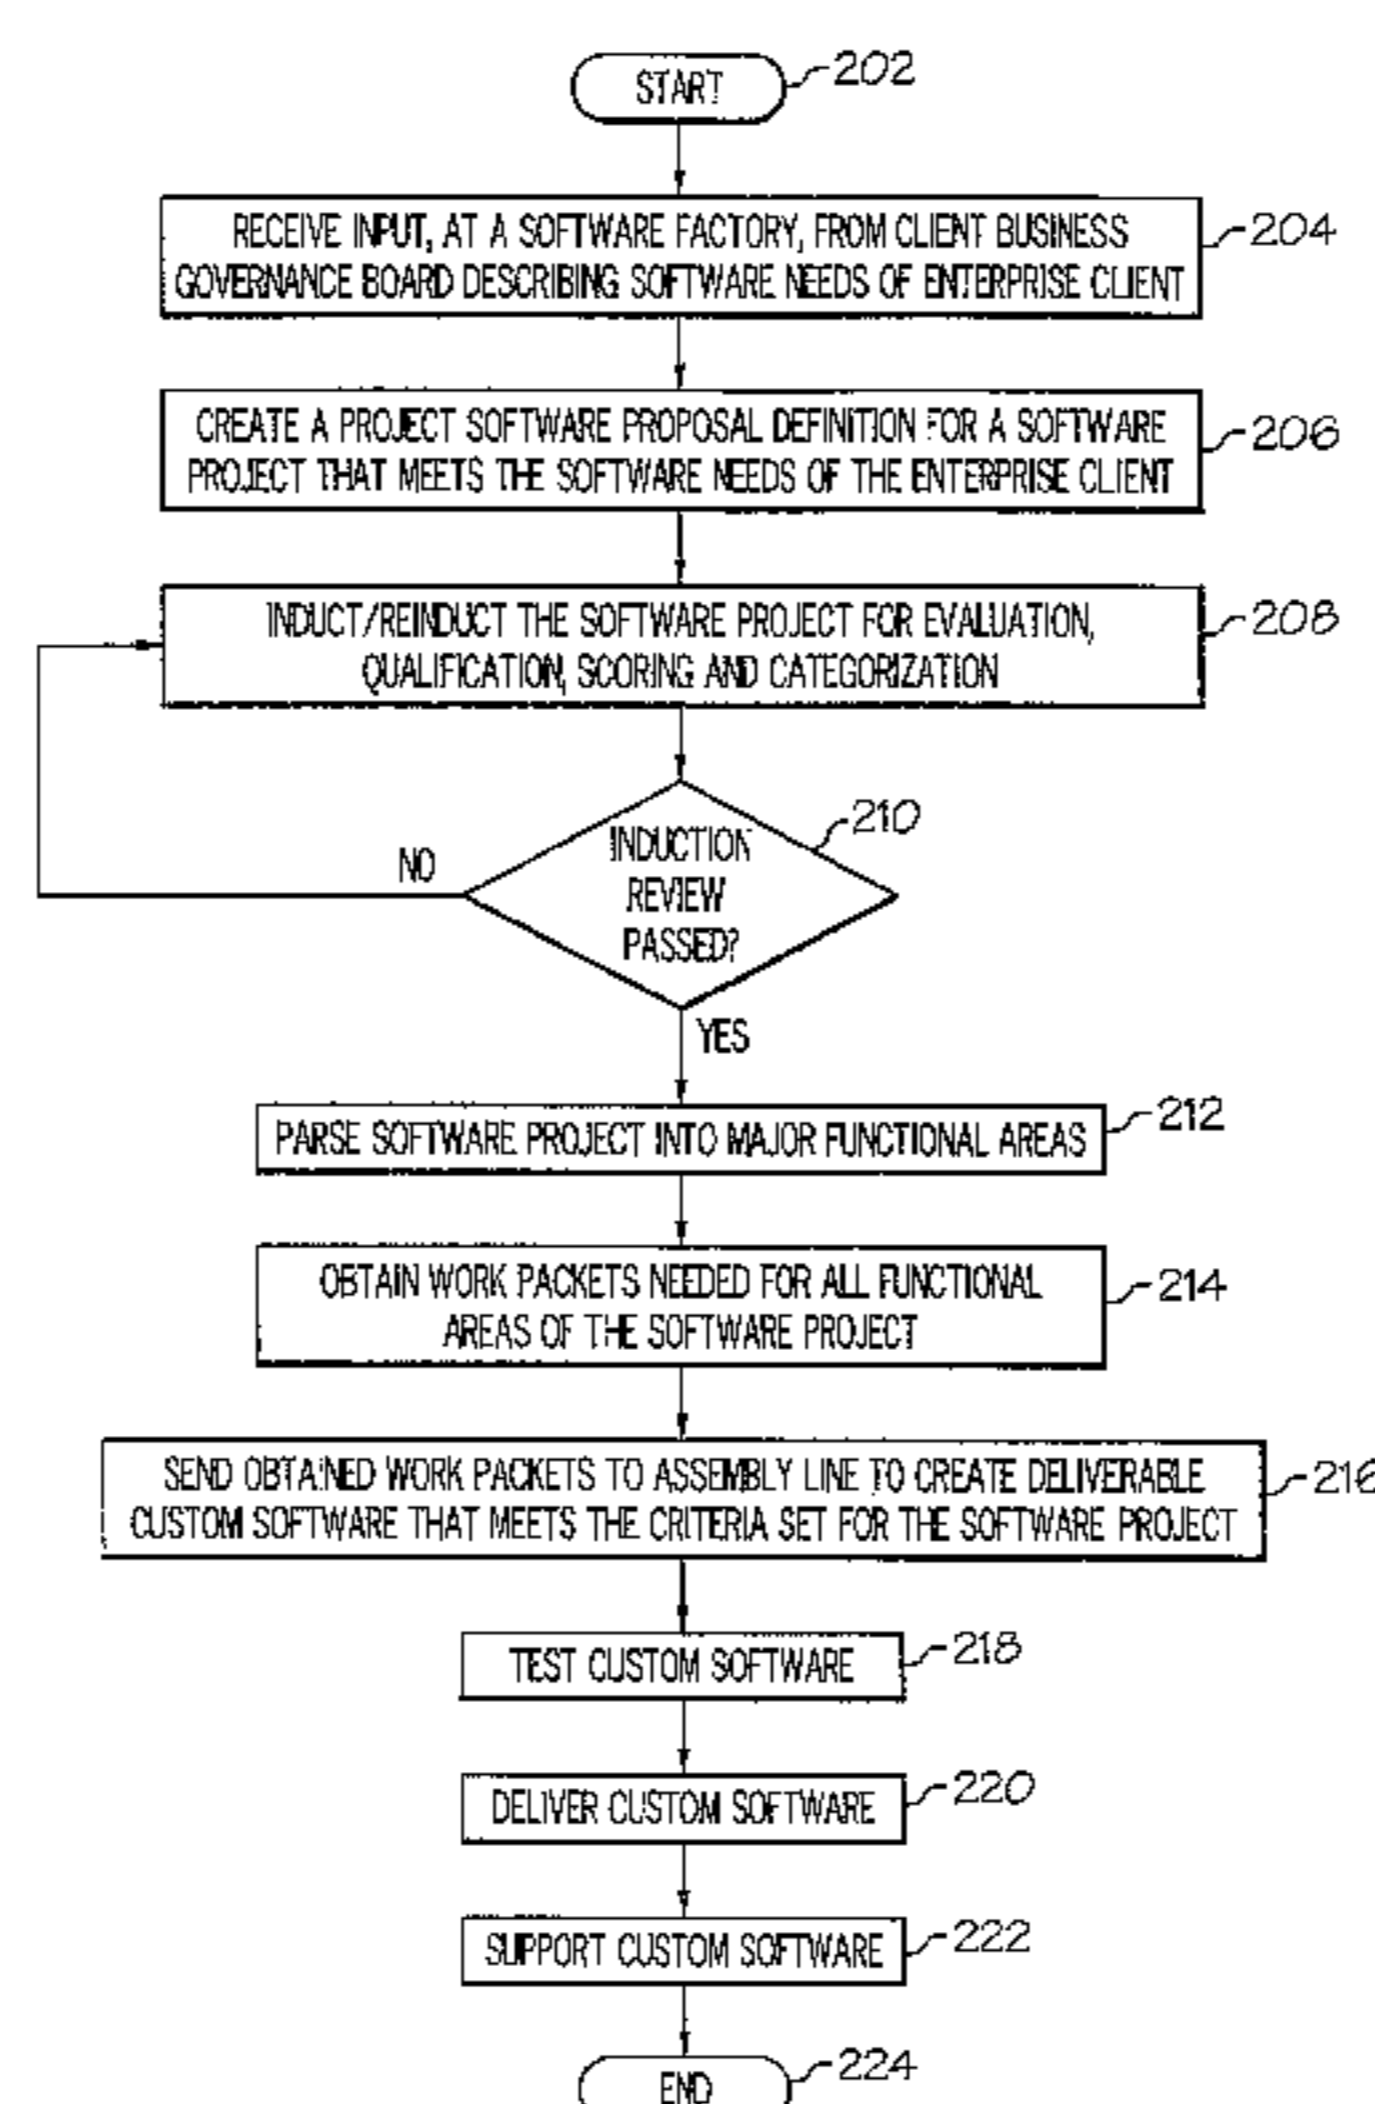 START
202
RECEIVE INPUT, AT A SOFTWARE FACTORY, FROM CLIENT BUSINESS
GOVERNANCE BOARD DESCRIBING SOFTWARE NEEDS OF ENTERPRISE CLIENT
204
CREATE A PROJECT SOFTWARE PROPOSAL DEFINITION FOR A SOFTWARE
PROJECT THAT MEETS THE SOFTWARE NEEDS OF THE ENTERPRISE CLIENT
206
INDUCT/REINDUCT THE SOFTWARE PROJECT FOR EVALUATION,
QUALIFICATION, SCORING AND CATEGORIZATION
208
INDUCTION
REVIEW
PASSED?
210
NO
YES
PARSE SOFTWARE PROJECT INTO MAJOR FUNCTIONAL AREAS
212
OBTAIN WORK PACKETS NEEDED FOR ALL FUNCTIONAL
AREAS OF THE SOFTWARE PROJECT
214
SEND OBTAINED WORK PACKETS TO ASSEMBLY LINE TO CREATE DELIVERABLE
CUSTOM SOFTWARE THAT MEETS THE CRITERIA SET FOR THE SOFTWARE PROJECT
216
TEST CUSTOM SOFTWARE
218
DELIVER CUSTOM SOFTWARE
220
SUPPORT CUSTOM SOFTWARE
222
END
224